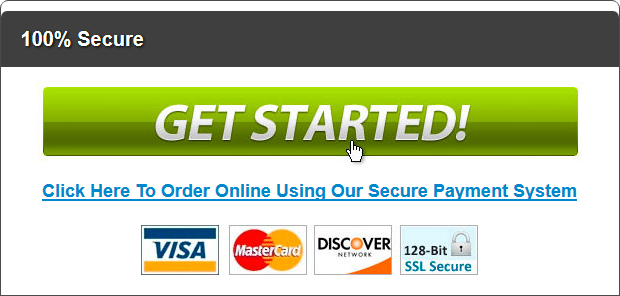 100% Secure
GET STARTED!
Click Here To Order Online Using Our Secure Payment System
VISA
MasterCard
DISCOVER
NETWORK
128-Bit
SSL Secure